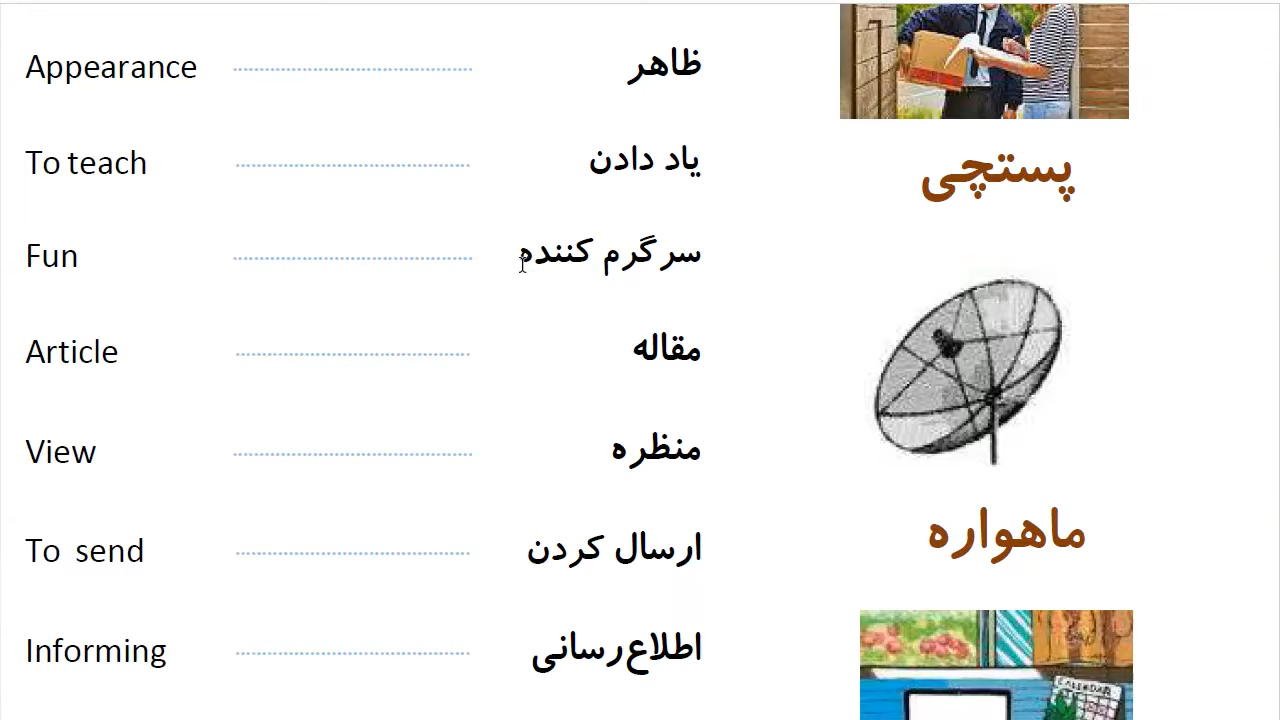 Appearance ظاهر
To teach یاد دادن
Fun سرگرم کننده
Article مقاله
View منظره
To send ارسال کردن
Informing اطلاع‌رسانی
پستچی
ماهواره
CALENDAR